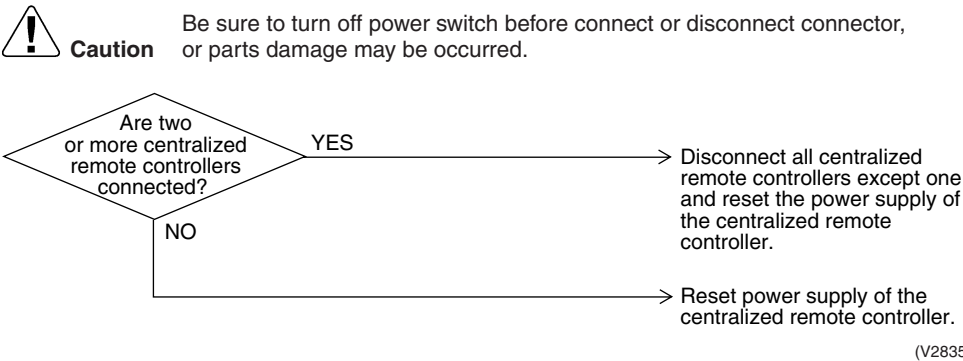 Be sure to turn off power switch before connect or disconnect connector,
Caution or parts damage may be occurred.
Are two
or more centralized
remote controllers
connected?
YES
Disconnect all centralized
remote controllers except one
and reset the power supply of
the centralized remote
controller.
NO
Reset power supply of the
centralized remote controller.
(V2835